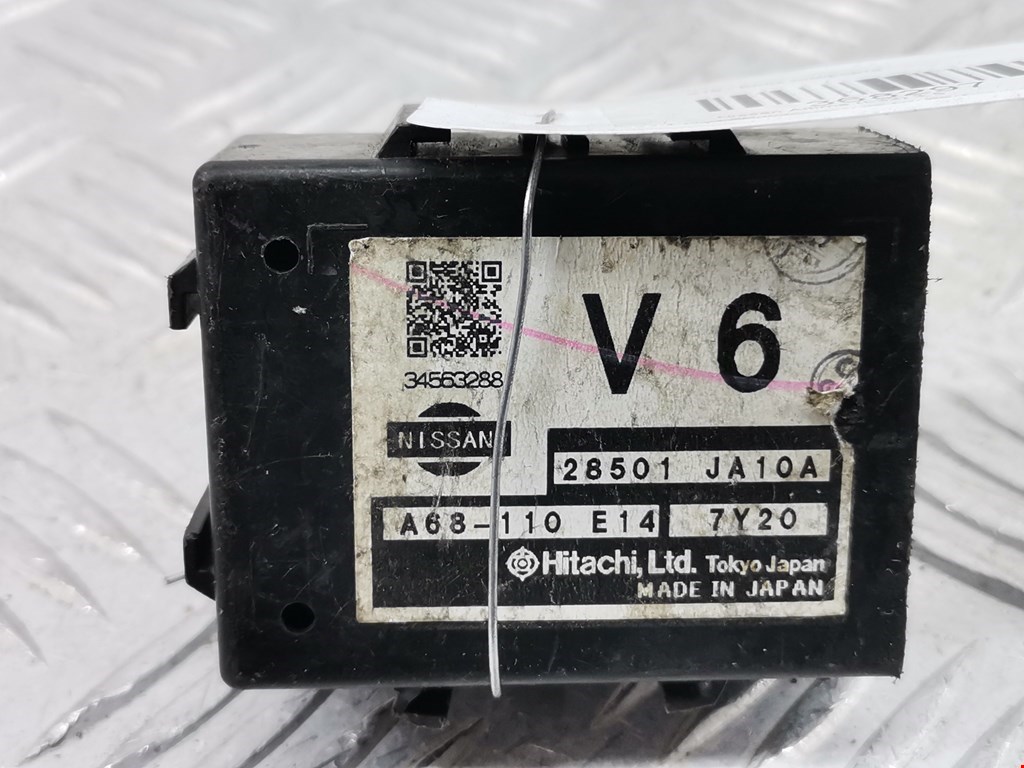 V 6
34563288
NISSAN
28501 JA10A
A68-110 E14
7Y20
Hitachi, Ltd. Tokyo Japan
MADE IN JAPAN